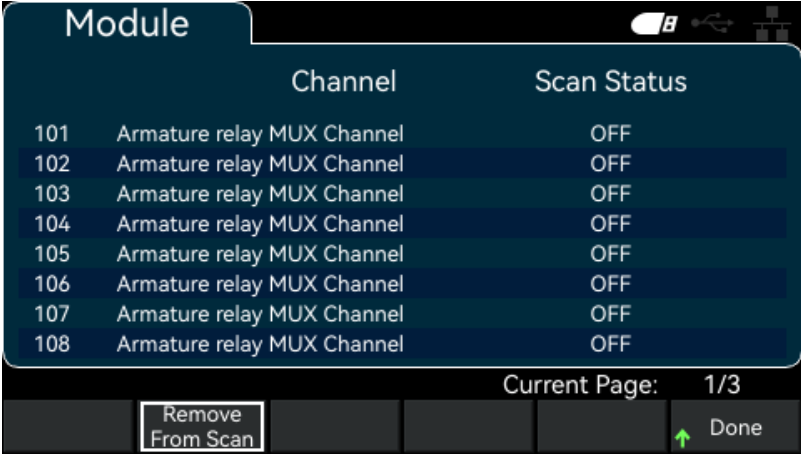 Module
Channel Scan Status
101 Armature relay MUX Channel OFF
102 Armature relay MUX Channel OFF
103 Armature relay MUX Channel OFF
104 Armature relay MUX Channel OFF
105 Armature relay MUX Channel OFF
106 Armature relay MUX Channel OFF
107 Armature relay MUX Channel OFF
108 Armature relay MUX Channel OFF
Current Page: 1/3
Remove
From Scan
Done